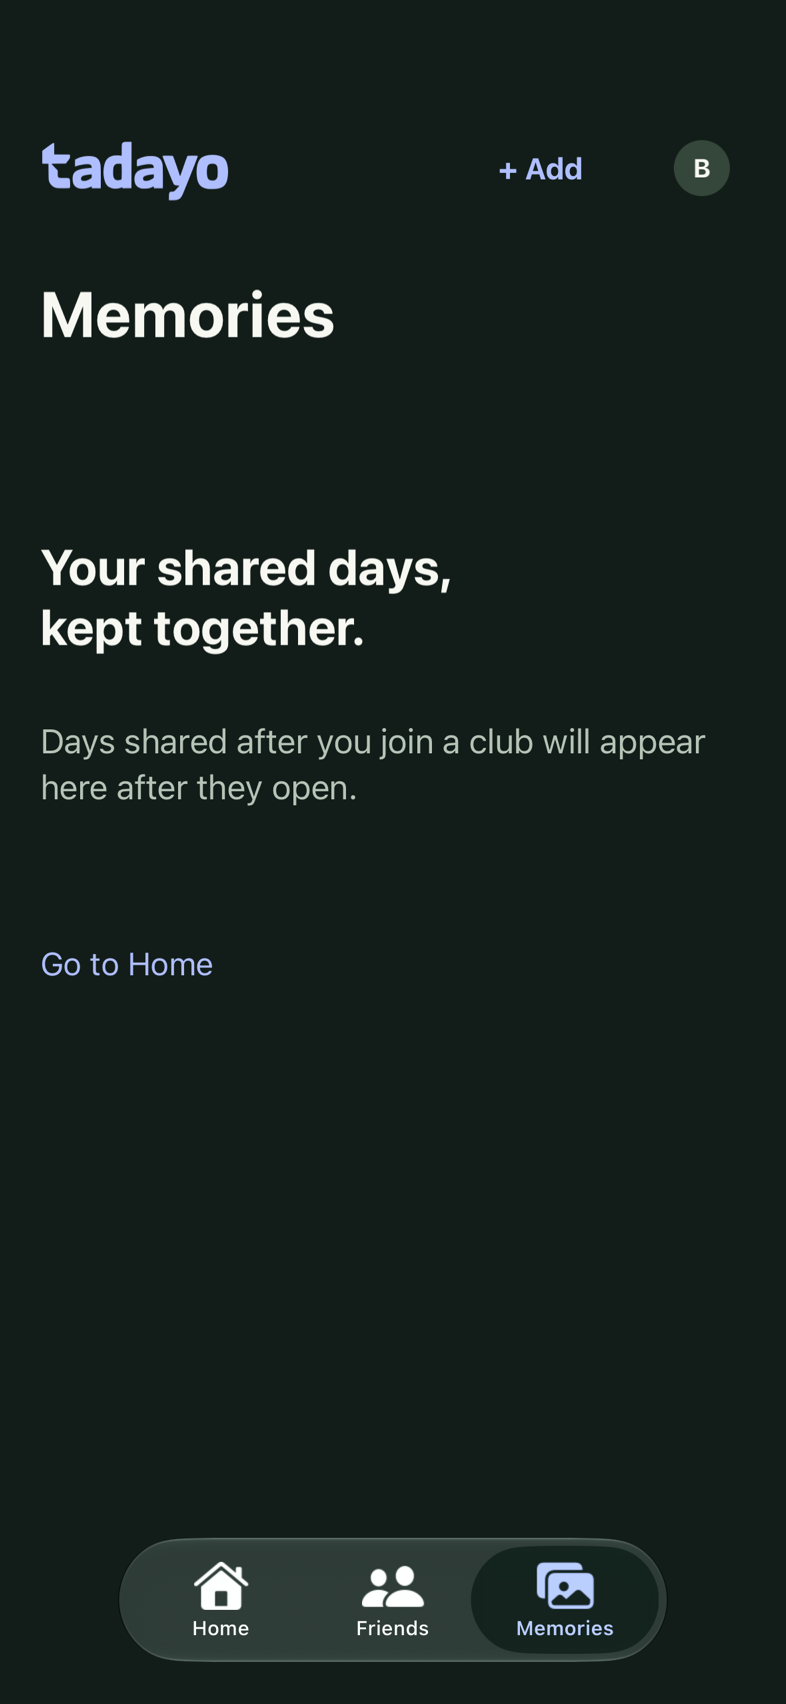 tadayo
+ Add
B
Memories
Your shared days,
kept together.
Days shared after you join a club will appear
here after they open.
Go to Home
Home
Friends
Memories